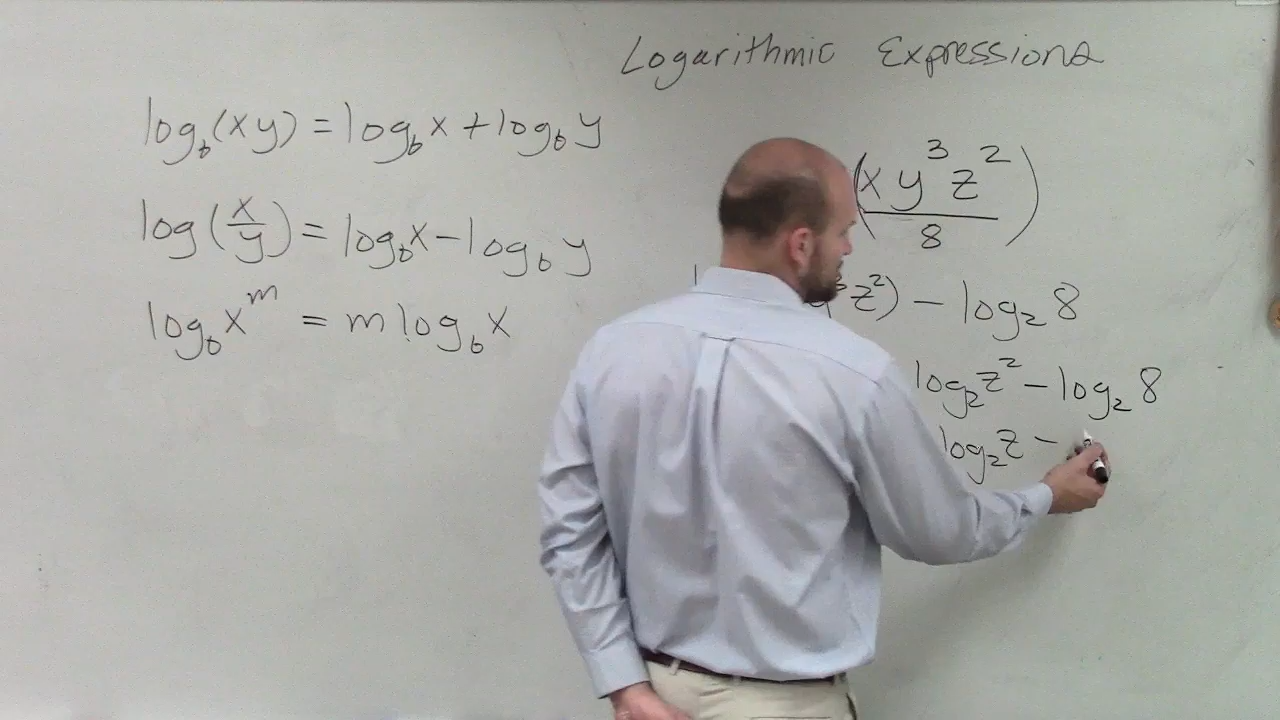 Logarithmic Expressions
log_b(xy) = log_b x + log_b y
log(x/y) = log_b x - log_b y
log_b x^m = m log_b x
(xy^3z^2/8)
^3z^2) - log_2 8
log_2 z^2 - log_2 8
log_2 z -